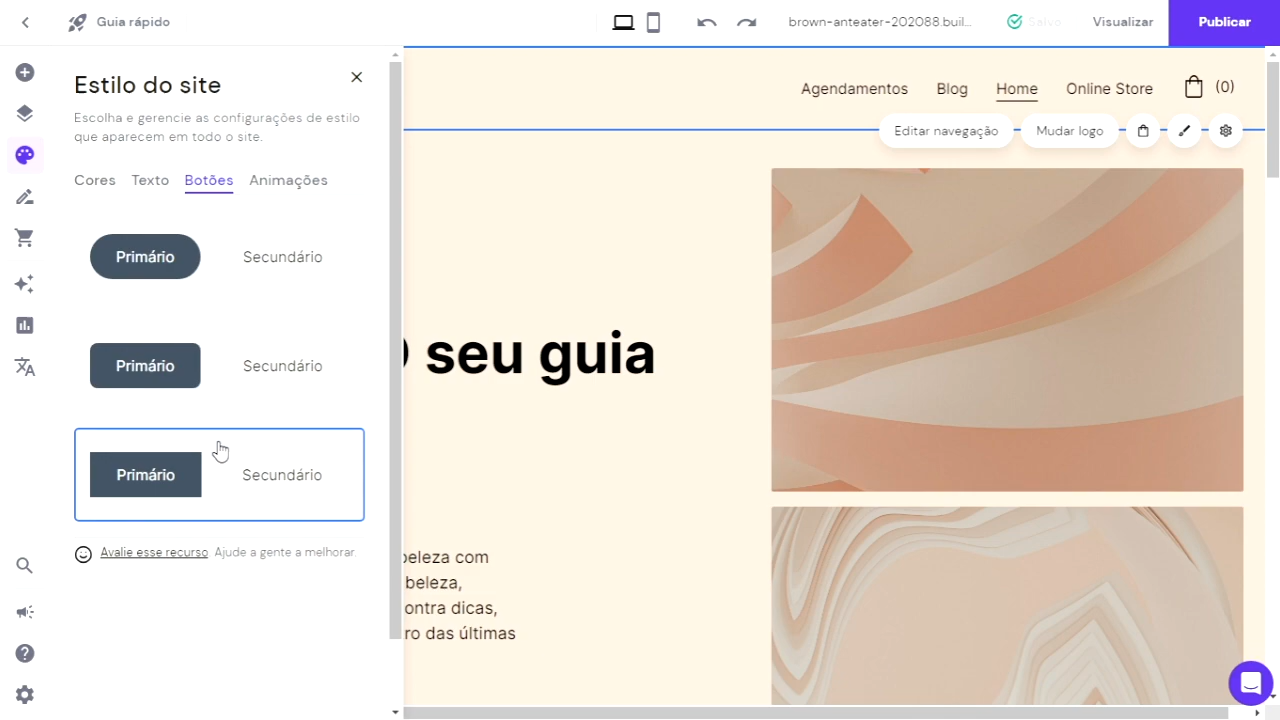 Guia rápido
brown-anteater-202088.buil...
Salvo
Visualizar
Publicar
Estilo do site
Escolha e gerencie as configurações de estilo
que aparecem em todo o site.
Cores
Texto
Botões
Animações
Primário
Secundário
Primário
Secundário
Primário
Secundário
Avalie esse recurso Ajude a gente a melhorar.
Agendamentos
Blog
Home
Online Store
(0)
Editar navegação
Mudar logo
seu guia
beleza com
beleza,
ontra dicas,
ro das últimas